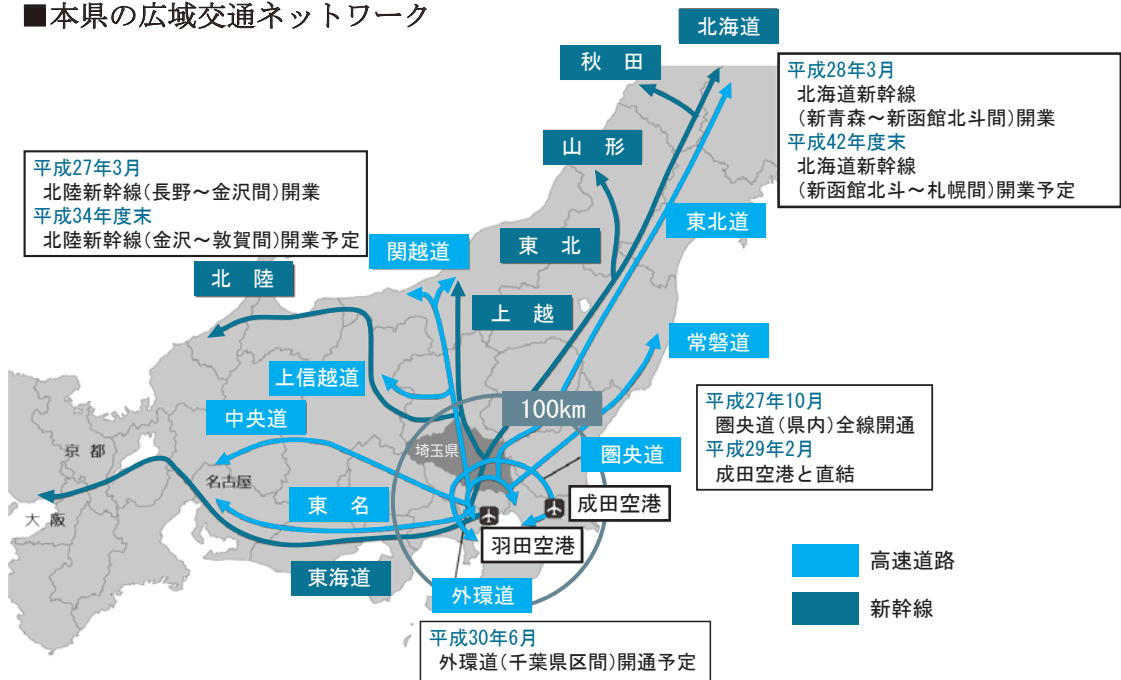 ■本県の広域交通ネットワーク
北海道
秋 田
平成28年3月
北海道新幹線
(新青森～新函館北斗間)開業
平成42年度末
北海道新幹線
(新函館北斗～札幌間)開業予定
山 形
平成27年3月
北陸新幹線(長野～金沢間)開業
平成34年度末
北陸新幹線(金沢～敦賀間)開業予定
東北道
関越道
東 北
北 陸
上 越
常磐道
上信越道
100km
中央道
平成27年10月
圏央道(県内)全線開通
平成29年2月
成田空港と直結
埼玉県
京 都
圏央道
名古屋
東 名
成田空港
大 阪
羽田空港
東海道
外環道
高速道路
新幹線
平成30年6月
外環道(千葉県区間)開通予定